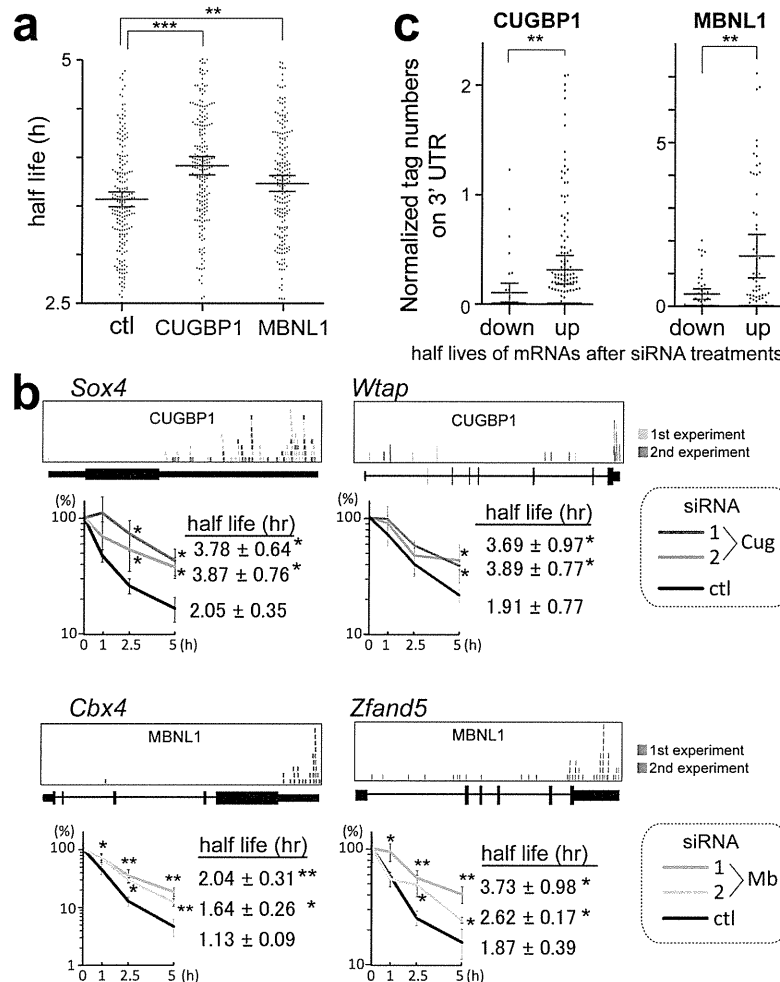 a
**
***
5
half life (h)
2.5
ctl CUGBP1 MBNL1
c
CUGBP1 MBNL1
** **
Normalized tag numbers
on 3' UTR
2
1
0
5
0
down up down up
half lives of mRNAs after siRNA treatments
b
Sox4
CUGBP1
(%)
100
10
0 1 2.5 5 (h)
* * *
*
half life (hr)
3.78 ± 0.64*
3.87 ± 0.76*
2.05 ± 0.35
Wtap
CUGBP1
(%)
100
10
0 1 2.5 5 (h)
*
*
half life (hr)
3.69 ± 0.97*
3.89 ± 0.77*
1.91 ± 0.77
1st experiment
2nd experiment
siRNA
1
2
Cug
ctl
Cbx4
MBNL1
(%)
100
10
1
0 1 2.5 5 (h)
* ** **
* **
half life (hr)
2.04 ± 0.31**
1.64 ± 0.26 *
1.13 ± 0.09
Zfand5
MBNL1
(%)
100
10
0 1 2.5 5 (h)
* ** **
* *
half life (hr)
3.73 ± 0.98 *
2.62 ± 0.17 *
1.87 ± 0.39
1st experiment
2nd experiment
siRNA
1
2
Mb
ctl